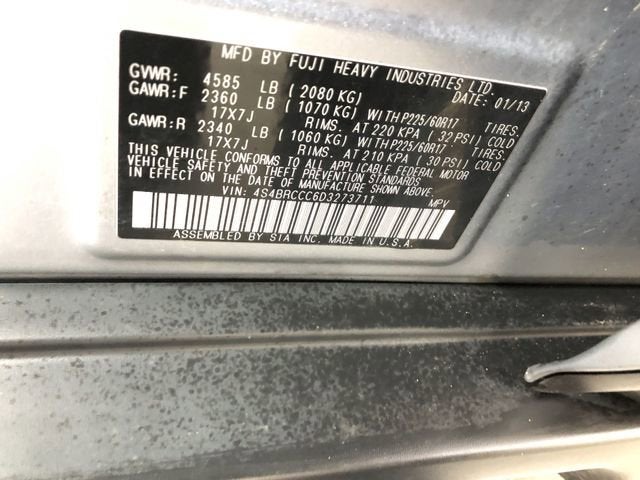 MFD BY FUJI HEAVY INDUSTRIES LTD.
GVWR: 4585 LB ( 2080 KG) DATE: 01/13
GAWR:F 2360 LB ( 1070 KG) WITH P225/60R17 TIRES.
17X7J RIMS. AT 220 KPA ( 32 PSI) COLD
GAWR:R 2340 LB ( 1060 KG) WITH P225/60R17 TIRES.
17X7J RIMS. AT 210 KPA ( 30 PSI) COLD
THIS VEHICLE CONFORMS TO ALL APPLICABLE FEDERAL MOTOR
VEHICLE SAFETY AND THEFT PREVENTION STANDARDS
IN EFFECT ON THE DATE OF MANUFACTURE SHOWN ABOVE.
VIN: 4S4BRCCC6D3273711 MPV
ASSEMBLED BY SIA INC. MADE IN U.S.A.